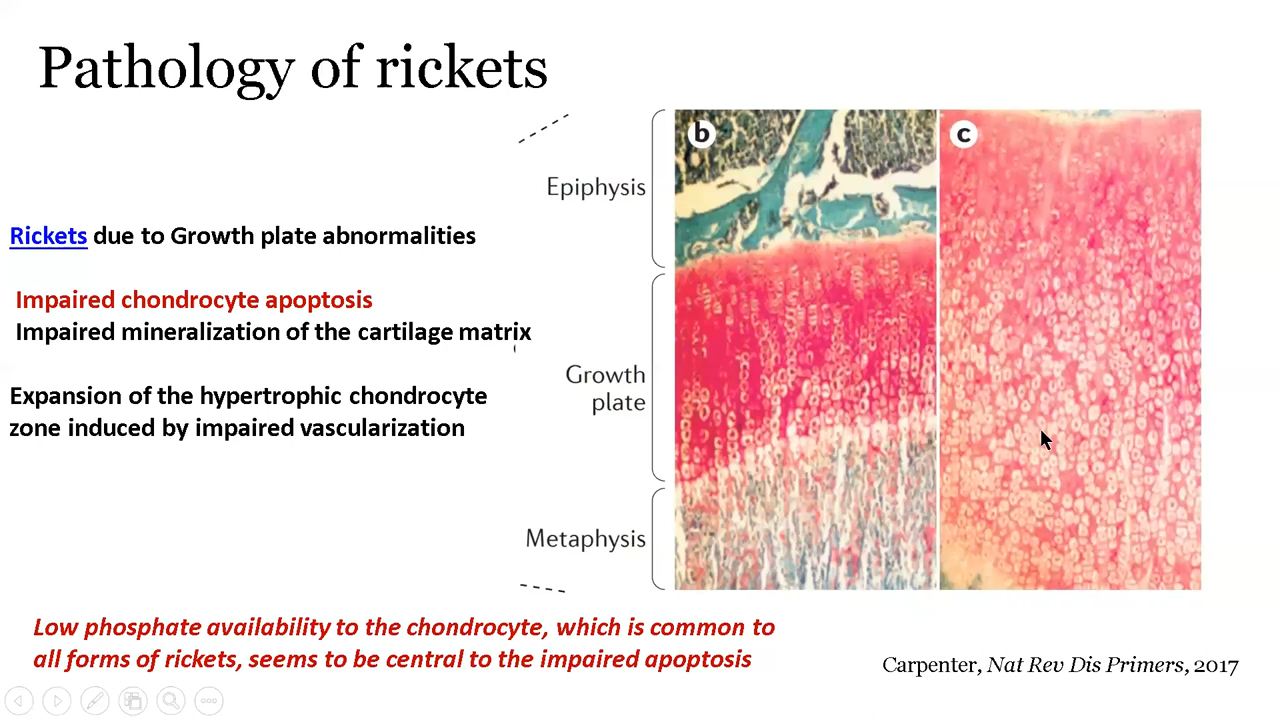 Pathology of rickets
Rickets due to Growth plate abnormalities
Impaired chondrocyte apoptosis
Impaired mineralization of the cartilage matrix
Expansion of the hypertrophic chondrocyte
zone induced by impaired vascularization
Epiphysis
Growth
plate
Metaphysis
b
c
Low phosphate availability to the chondrocyte, which is common to
all forms of rickets, seems to be central to the impaired apoptosis
Carpenter, Nat Rev Dis Primers, 2017